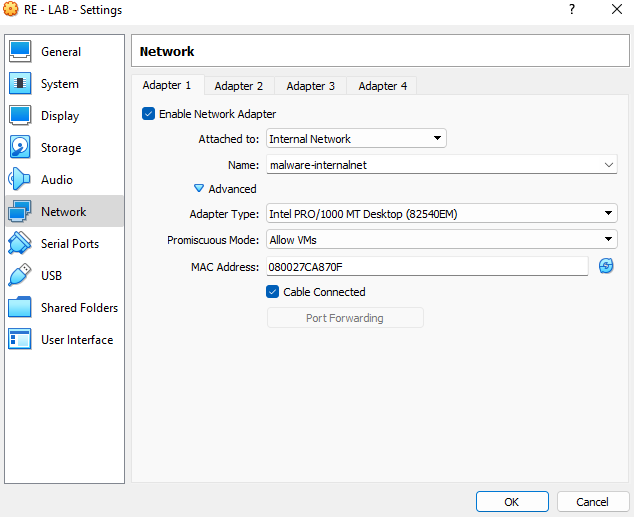 RE - LAB - Settings ?
General
System
Display
Storage
Audio
Network
Serial Ports
USB
Shared Folders
User Interface
Network
Adapter 1 Adapter 2 Adapter 3 Adapter 4
Enable Network Adapter
Attached to: Internal Network
Name: malware-internalnet
Advanced
Adapter Type: Intel PRO/1000 MT Desktop (82540EM)
Promiscuous Mode: Allow VMs
MAC Address: 080027CA870F
Cable Connected
Port Forwarding
OK Cancel